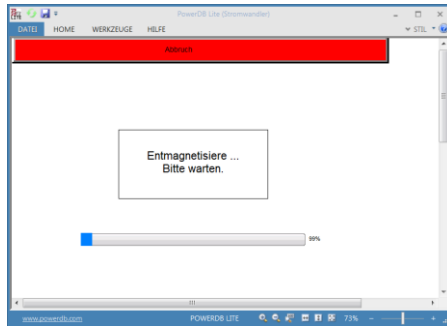 PowerDB Lite (Stromwandler)
DATEI HOME WERKZEUGE HILFE STIL
Abbruch
Entmagnetisiere ...
Bitte warten.
99%
www.powerdb.com POWERDB LITE 73%